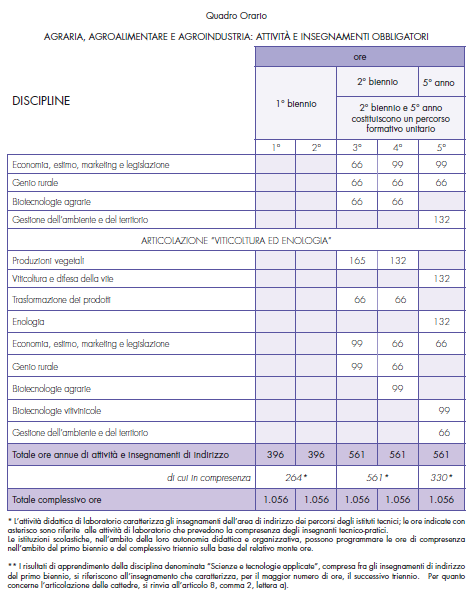 Quadro Orario
AGRARIA, AGROALIMENTARE E AGROINDUSTRIA: ATTIVITÀ E INSEGNAMENTI OBBLIGATORI
DISCIPLINE
ore
1° biennio
2° biennio
5° anno
2° biennio e 5° anno
costituiscono un percorso
formativo unitario
1ª 2ª 3ª 4ª 5ª
Economia, estimo, marketing e legislazione 66 99 99
Genio rurale 66 66 66
Biotecnologie agrarie 66 66
Gestione dell'ambiente e del territorio 132
ARTICOLAZIONE "VITICOLTURA ED ENOLOGIA"
Produzioni vegetali 165 132
Viticoltura e difesa della vite 132
Trasformazione dei prodotti 66 66
Enologia 132
Economia, estimo, marketing e legislazione 99 66 66
Genio rurale 99 66
Biotecnologie agrarie 99
Biotecnologie vitivinicole 99
Gestione dell'ambiente e del territorio 66
Totale ore annue di attività e insegnamenti di indirizzo 396 396 561 561 561
di cui in compresenza 264* 561* 330*
Totale complessivo ore 1.056 1.056 1.056 1.056 1.056
* L'attività didattica di laboratorio caratterizza gli insegnamenti dell'area di indirizzo dei percorsi degli istituti tecnici; le ore indicate con
asterisco sono riferite alle attività di laboratorio che prevedono la compresenza degli insegnanti tecnico-pratici.
Le istituzioni scolastiche, nell'ambito della loro autonomia didattica e organizzativa, possono programmare le ore di compresenza
nell'ambito del primo biennio e del complessivo triennio sulla base del relativo monte ore.
** I risultati di apprendimento della disciplina denominata "Scienze e tecnologie applicate", compresa fra gli insegnamenti di indirizzo
del primo biennio, si riferiscono all'insegnamento che caratterizza, per il maggior numero di ore, il successivo triennio. Per quanto
concerne l'articolazione delle cattedre, si rinvia all'articolo 8, comma 2, lettera a).